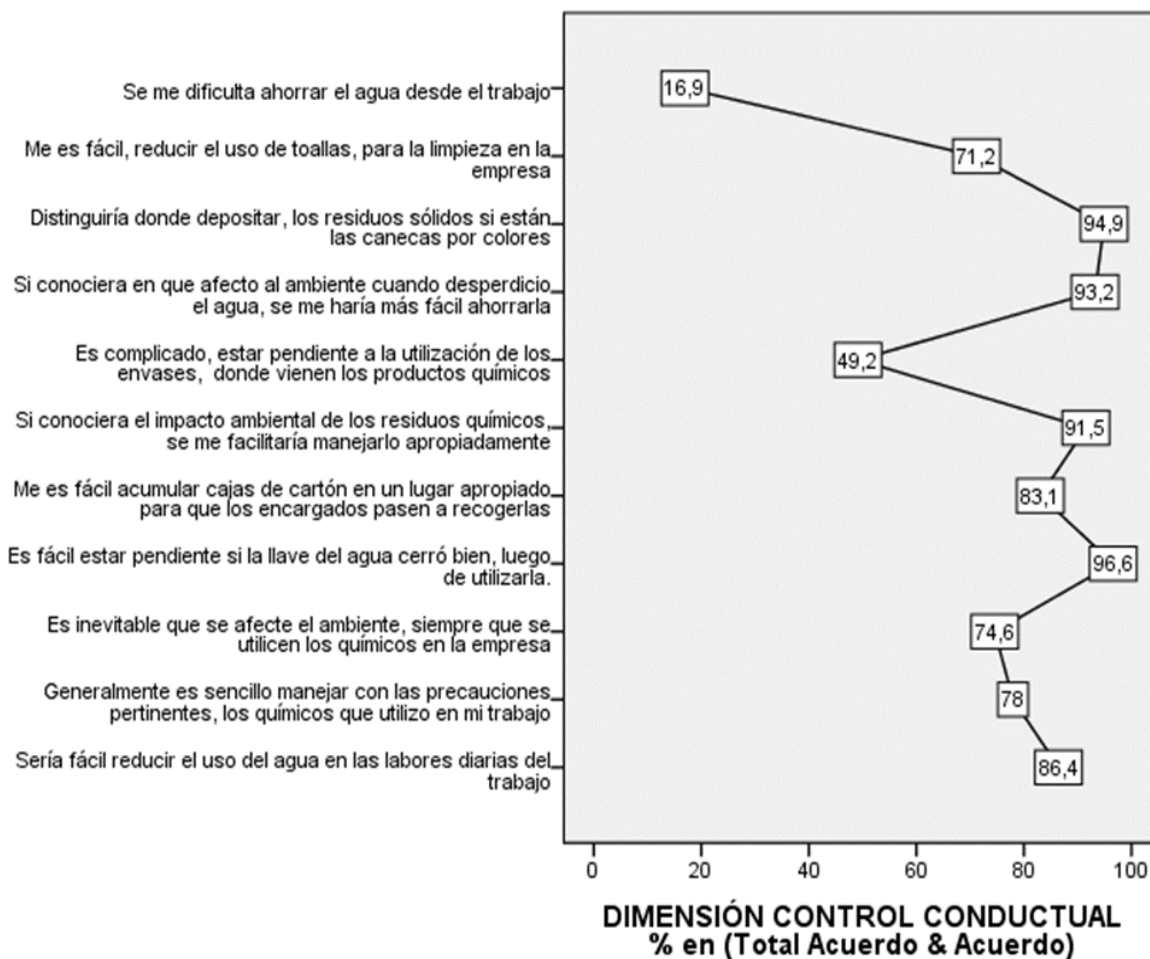 Se me dificulta ahorrar el agua desde el trabajo
16,9
Me es fácil, reducir el uso de toallas, para la limpieza en la
empresa
71,2
Distinguiría donde depositar, los residuos sólidos si están
las canecas por colores
94,9
Si conociera en que afecto al ambiente cuando desperdicio
el agua, se me haría más fácil ahorrarla
93,2
Es complicado, estar pendiente a la utilización de los
envases, donde vienen los productos químicos
49,2
Si conociera el impacto ambiental de los residuos químicos,
se me facilitaría manejarlo apropiadamente
91,5
Me es fácil acumular cajas de cartón en un lugar apropiado
para que los encargados pasen a recogerlas
83,1
Es fácil estar pendiente si la llave del agua cerró bien, luego
de utilizarla.
96,6
Es inevitable que se afecte el ambiente, siempre que se
utilicen los químicos en la empresa
74,6
Generalmente es sencillo manejar con las precauciones
pertinentes, los químicos que utilizo en mi trabajo
78
Sería fácil reducir el uso del agua en las labores diarias del
trabajo
86,4
0 20 40 60 80 100
DIMENSIÓN CONTROL CONDUCTUAL
% en (Total Acuerdo & Acuerdo)